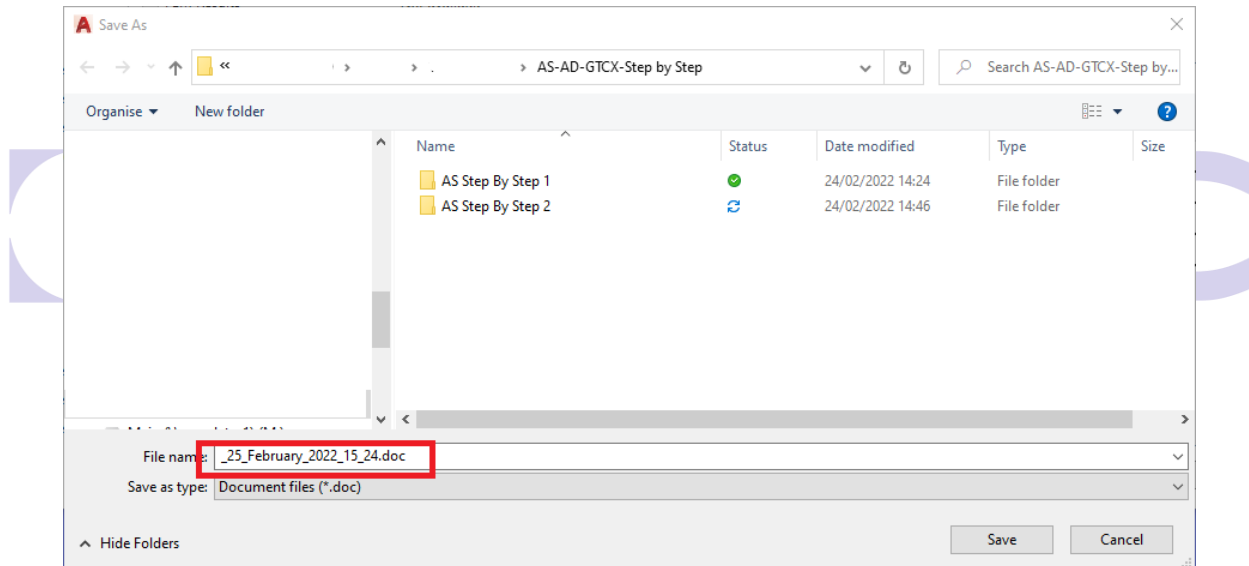 Save As
« › › . › AS-AD-GTCX-Step by Step
Search AS-AD-GTCX-Step by...
Organise New folder
Name Status Date modified Type Size
AS Step By Step 1 24/02/2022 14:24 File folder
AS Step By Step 2 24/02/2022 14:46 File folder
File name: _25_February_2022_15_24.doc
Save as type: Document files (*.doc)
Hide Folders Save Cancel